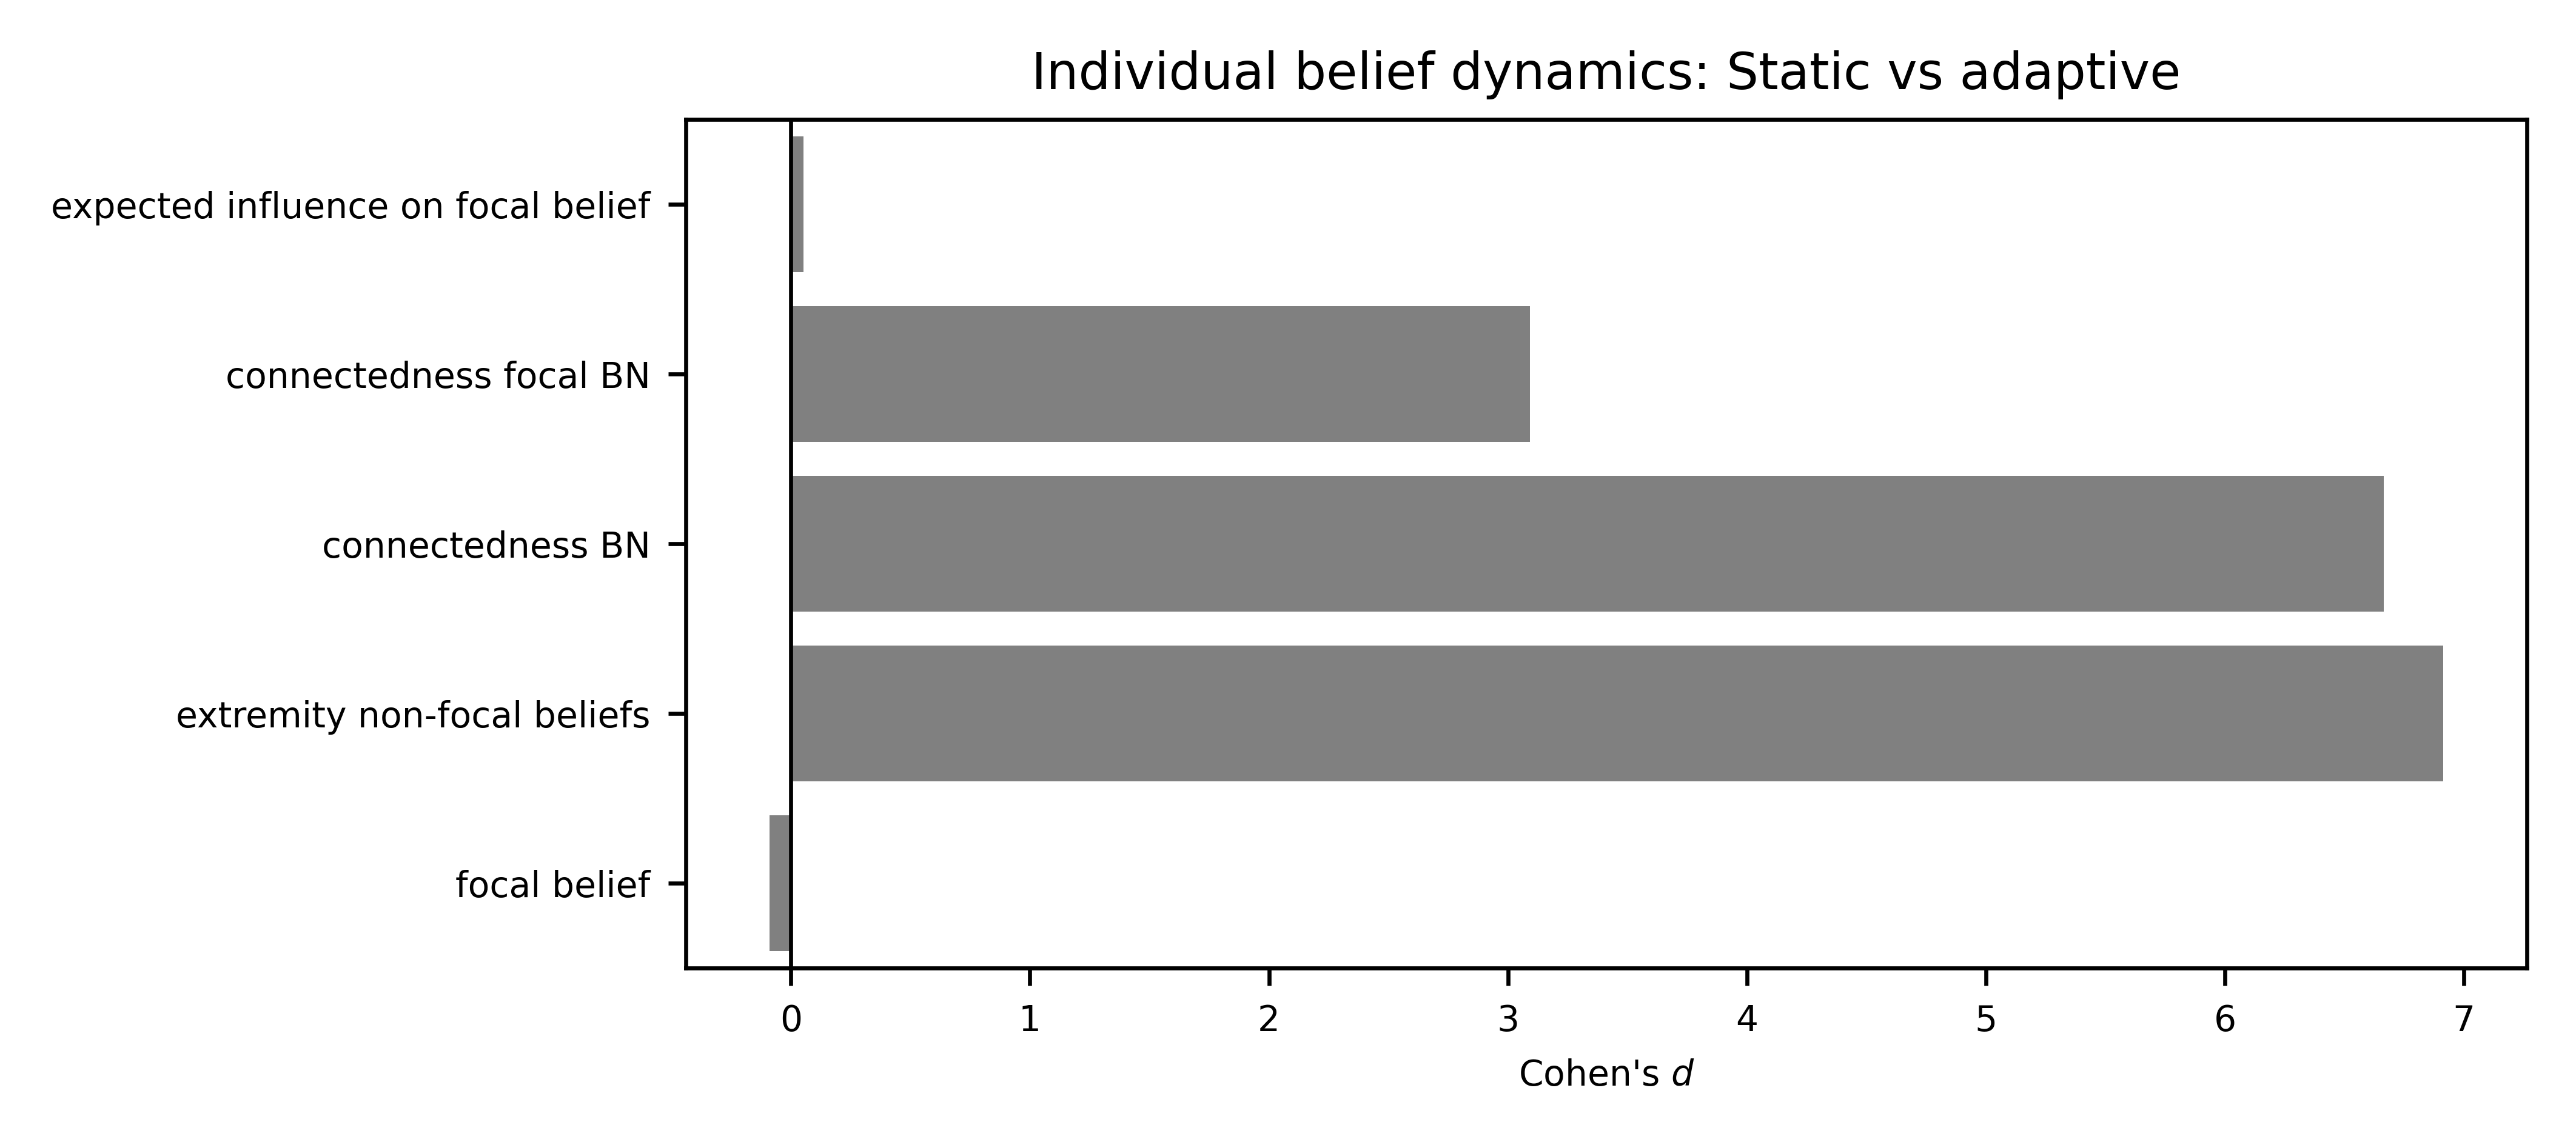 Individual belief dynamics: Static vs adaptive
expected influence on focal belief
connectedness focal BN
connectedness BN
extremity non-focal beliefs
focal belief
0 1 2 3 4 5 6 7
Cohen's d